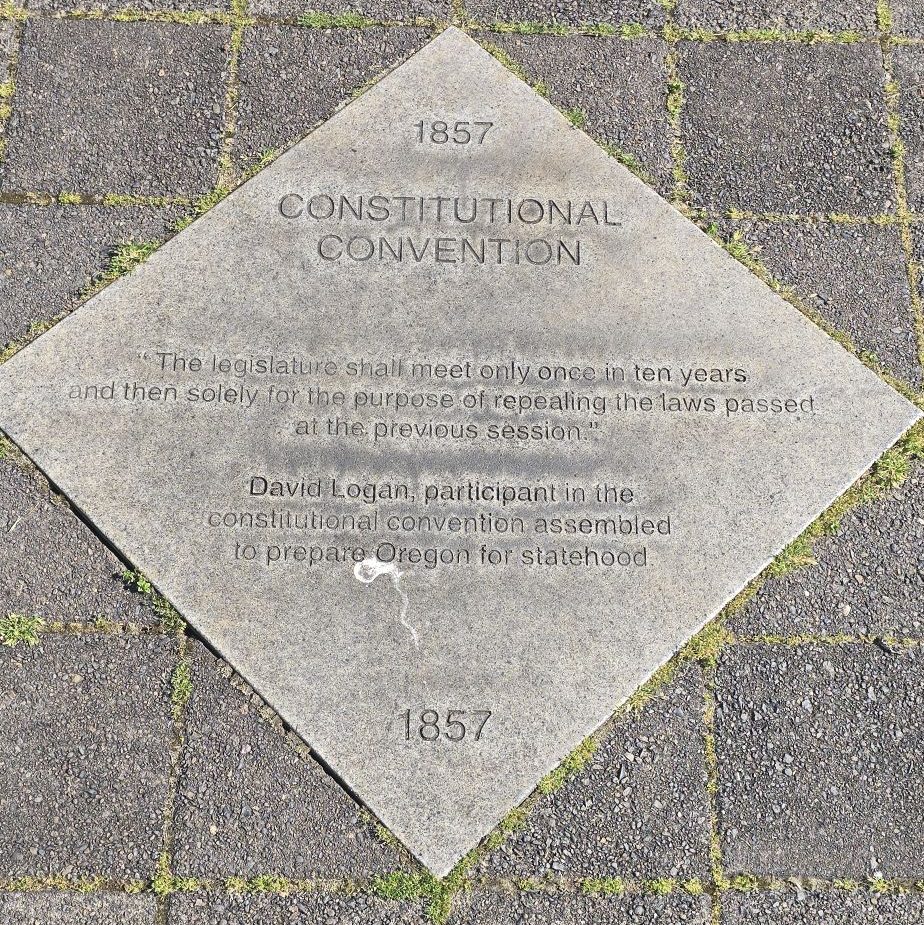 1857
CONSTITUTIONAL
CONVENTION
"The legislature shall meet only once in ten years
and then solely for the purpose of repealing the laws passed
at the previous session."
David Logan, participant in the
constitutional convention assembled
to prepare Oregon for statehood
1857